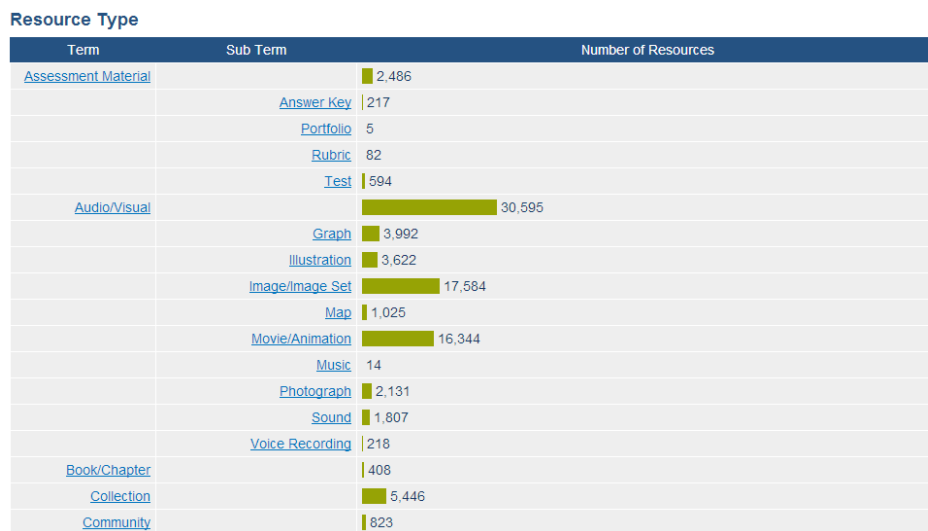 Resource Type
Term Sub Term Number of Resources
Assessment Material 2,486
Answer Key 217
Portfolio 5
Rubric 82
Test 594
Audio/Visual 30,595
Graph 3,992
Illustration 3,622
Image/Image Set 17,584
Map 1,025
Movie/Animation 16,344
Music 14
Photograph 2,131
Sound 1,807
Voice Recording 218
Book/Chapter 408
Collection 5,446
Community 823